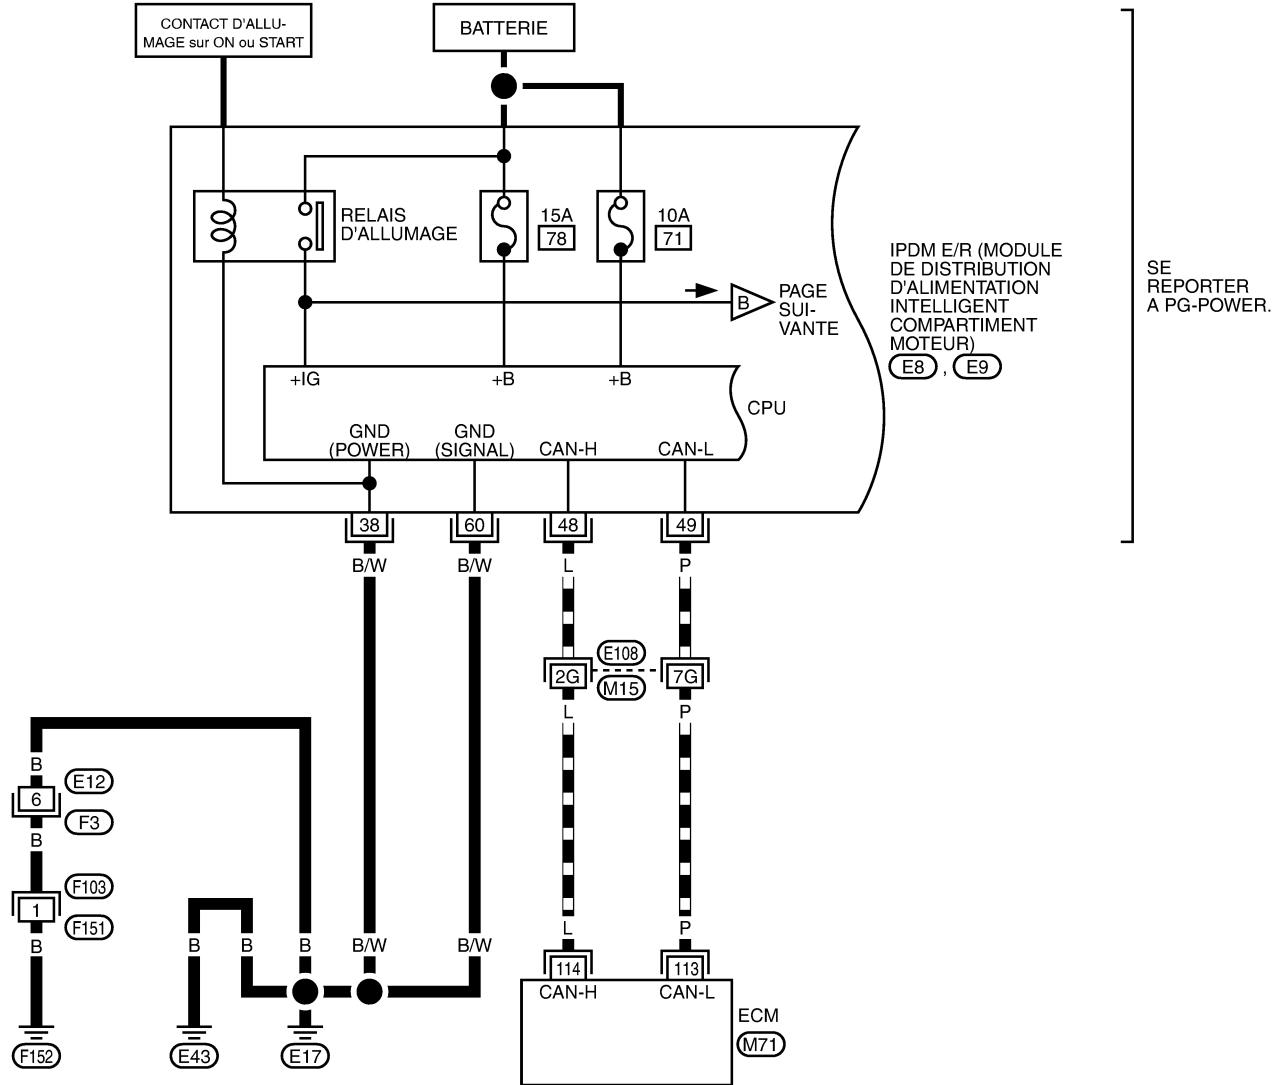 CONTACT D'ALLU-
MAGE sur ON ou START
BATTERIE
RELAIS
D'ALLUMAGE
15A
78
10A
71
B
PAGE
SUI-
VANTE
IPDM E/R (MODULE
DE DISTRIBUTION
D'ALIMENTATION
INTELLIGENT
COMPARTIMENT
MOTEUR)
E8 , E9
SE
REPORTER
A PG-POWER.
+IG
+B
+B
CPU
GND
(POWER)
GND
(SIGNAL)
CAN-H
CAN-L
38
60
48
49
B/W
B/W
L
P
E108
2G
7G
M15
L
P
B
E12
6
F3
B
F103
1
F151
B
B
B
B
B/W
B/W
L
P
114
113
CAN-H
CAN-L
ECM
M71
F152
E43
E17